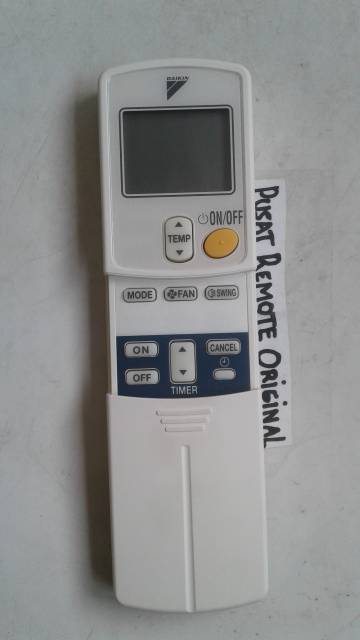 DAIKIN
ON/OFF
TEMP
MODE FAN SWING
ON CANCEL
OFF
TIMER
PUSAT REMOTE ORIGINAL